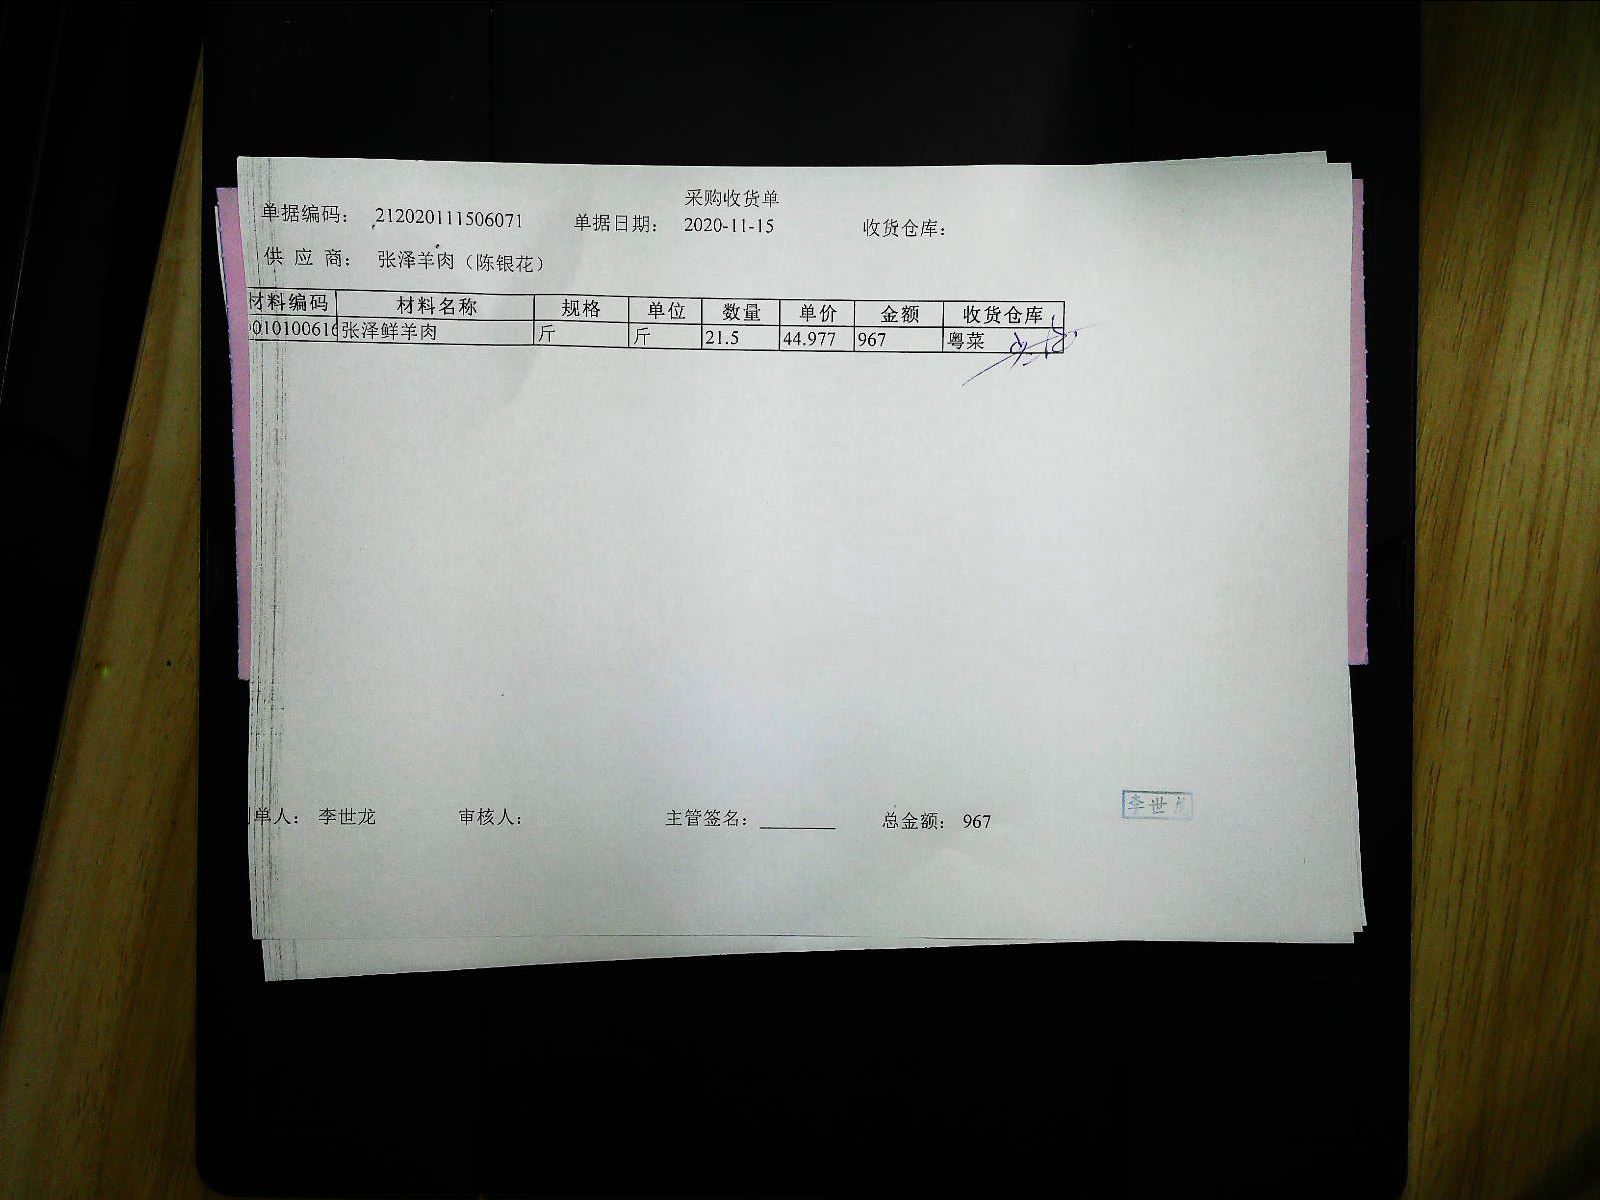 采购收货单
单据编码： 212020111506071 单据日期： 2020-11-15 收货仓库：
供 应 商： 张泽羊肉（陈银花）
材料编码 材料名称 规格 单位 数量 单价 金额 收货仓库
张泽鲜羊肉 斤 斤 21.5 44.977 967 粤菜
单人： 李世龙 审核人： 主管签名： 总金额： 967
李世龙